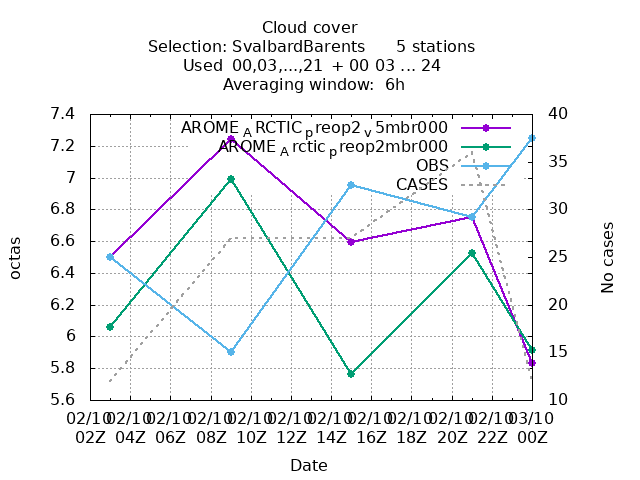 Cloud cover
Selection: SvalbardBarents 5 stations
Used 00,03,...,21 + 00 03 ... 24
Averaging window: 6h
7.4
7.2
7
6.8
6.6
6.4
6.2
6
5.8
5.6
octas
AROME_ARCTIC_preop2_v5mbr000
AROME_Arctic_preop2mbr000
OBS
CASES
40
35
30
25
20
15
10
No cases
02/10 02/10 02/10 02/10 02/10 02/10 02/10 02/10 02/10 02/10 02/10 03/10
02Z 04Z 06Z 08Z 10Z 12Z 14Z 16Z 18Z 20Z 22Z 00Z
Date